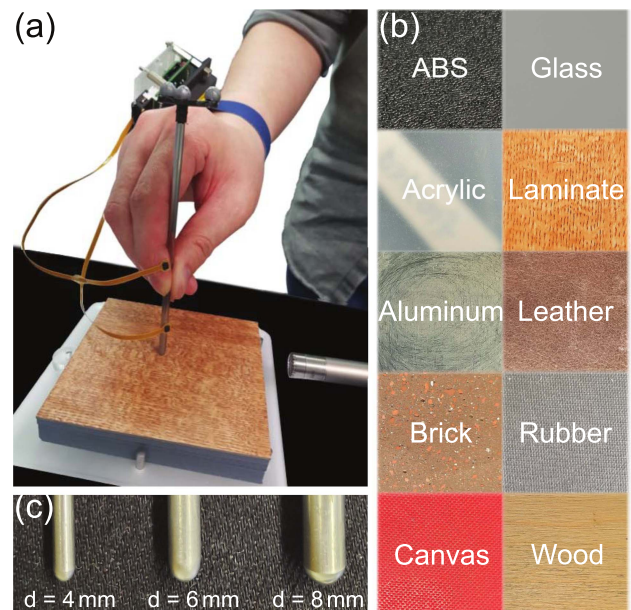 (a)
(b)
ABS
Glass
Acrylic
Laminate
Aluminum
Leather
Brick
Rubber
Canvas
Wood
(c)
d = 4 mm
d = 6 mm
d = 8 mm